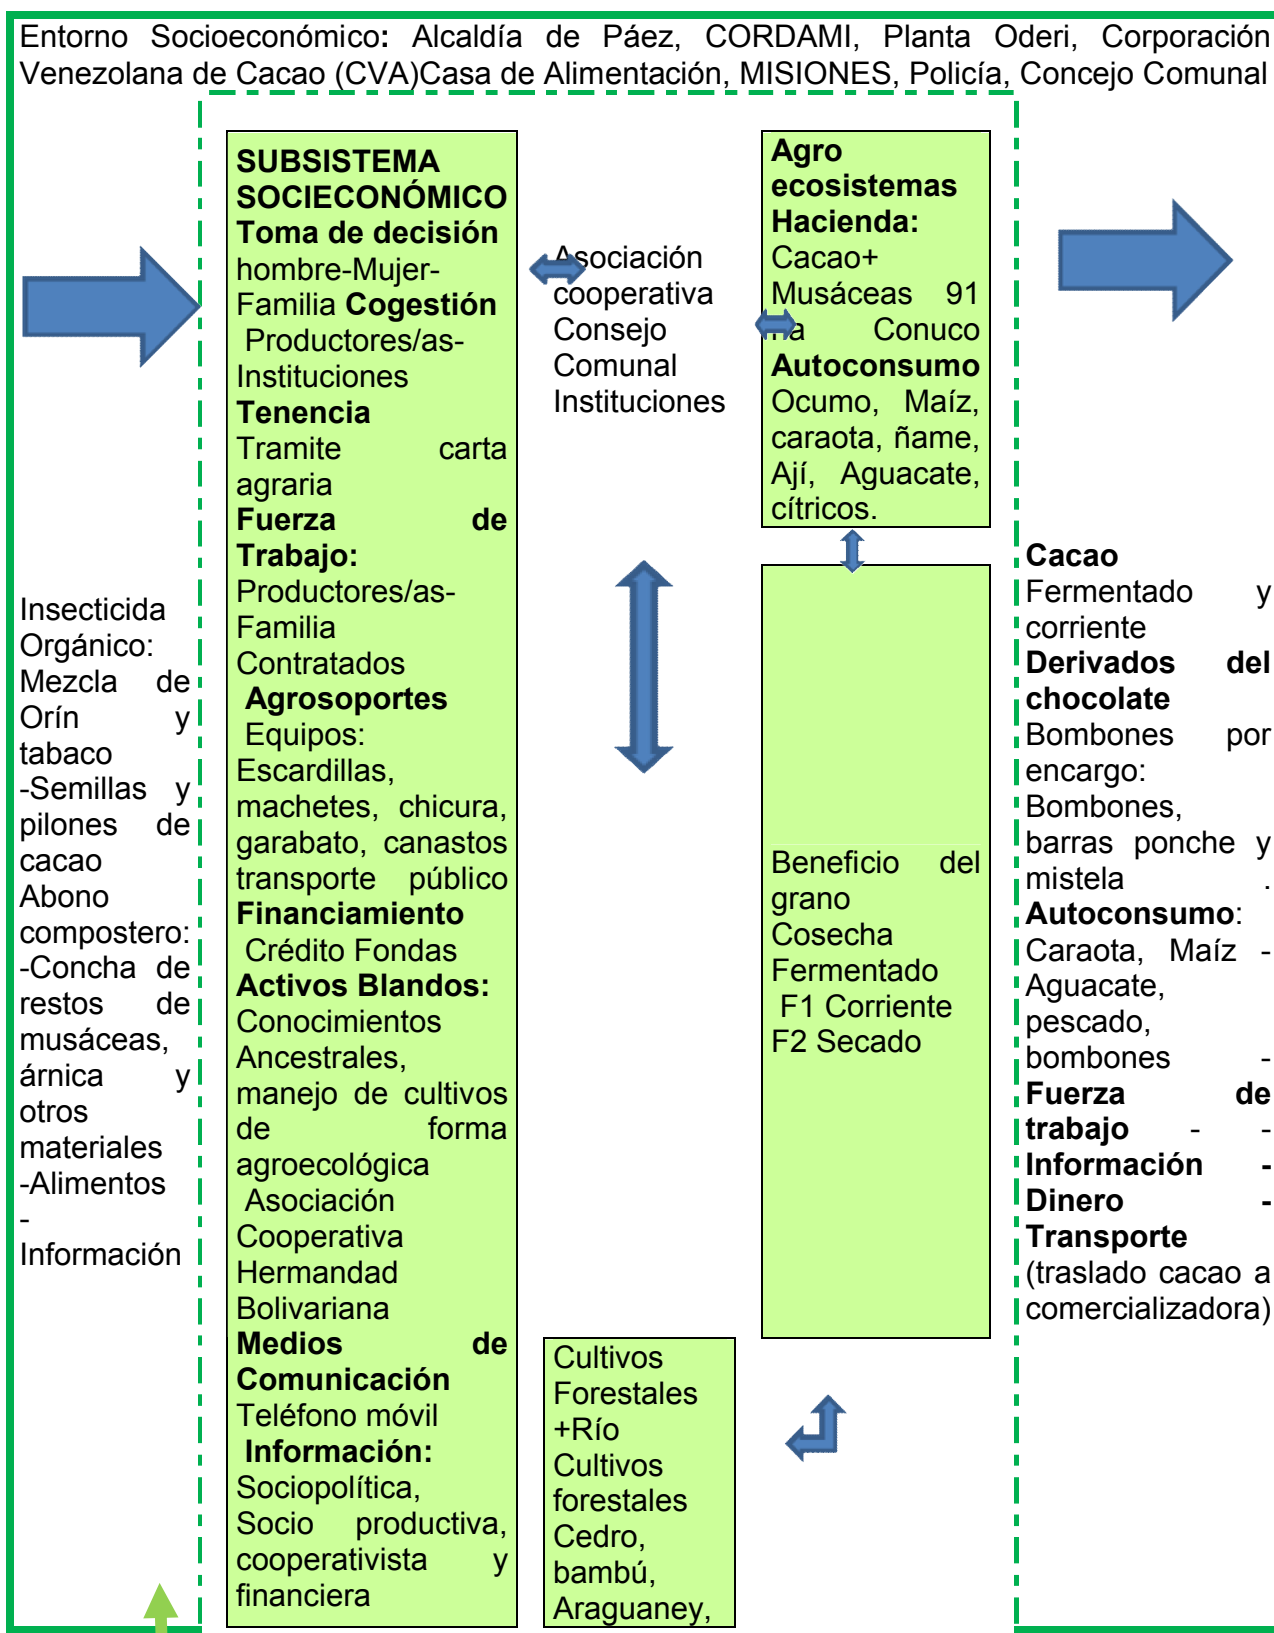 Entorno Socioeconómico: Alcaldía de Páez, CORDAMI, Planta Oderi, Corporación
Venezolana de Cacao (CVA)Casa de Alimentación, MISIONES, Policía, Concejo Comunal
Insecticida
Orgánico:
Mezcla de
Orín y
tabaco
-Semillas y
pilones de
cacao
Abono
compostero:
-Concha de
restos de
musáceas,
árnica y
otros
materiales
-Alimentos
-
Información
SUBSISTEMA
SOCIECONÓMICO
Toma de decisión
hombre-Mujer-
Familia Cogestión
Productores/as-
Instituciones
Tenencia
Tramite carta
agraria
Fuerza de
Trabajo:
Productores/as-
Familia
Contratados
Agrosoportes
Equipos:
Escardillas,
machetes, chicura,
garabato, canastos
transporte público
Financiamiento
Crédito Fondas
Activos Blandos:
Conocimientos
Ancestrales,
manejo de cultivos
de forma
agroecológica
Asociación
Cooperativa
Hermandad
Bolivariana
Medios de
Comunicación
Teléfono móvil
Información:
Sociopolítica,
Socio productiva,
cooperativista y
financiera
Asociación
cooperativa
Consejo
Comunal
Instituciones
Cultivos
Forestales
+Río
Cultivos
forestales
Cedro,
bambú,
Araguaney,
Agro
ecosistemas
Hacienda:
Cacao+
Musáceas 91
ha Conuco
Autoconsumo
Ocumo, Maíz,
caraota, ñame,
Ají, Aguacate,
cítricos.
Beneficio del
grano
Cosecha
Fermentado
F1 Corriente
F2 Secado
Cacao
Fermentado y
corriente
Derivados del
chocolate
Bombones por
encargo:
Bombones,
barras ponche y
mistela .
Autoconsumo:
Caraota, Maíz -
Aguacate,
pescado,
bombones -
Fuerza de
trabajo - -
Información -
Dinero -
Transporte
(traslado cacao a
comercializadora)